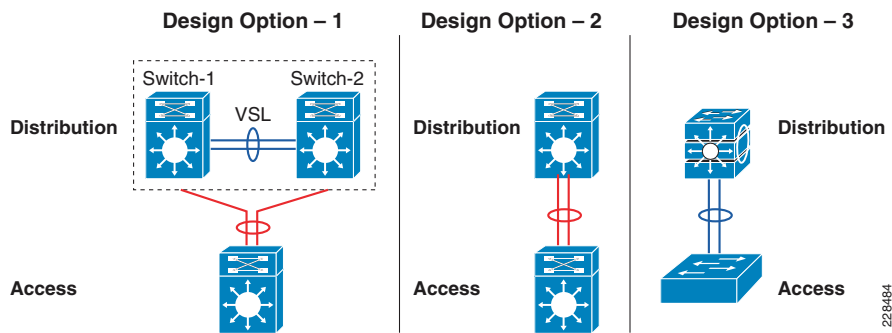 Design Option – 1
Design Option – 2
Design Option – 3
Switch-1
Switch-2
VSL
Distribution
Distribution
Distribution
Access
Access
Access
228484